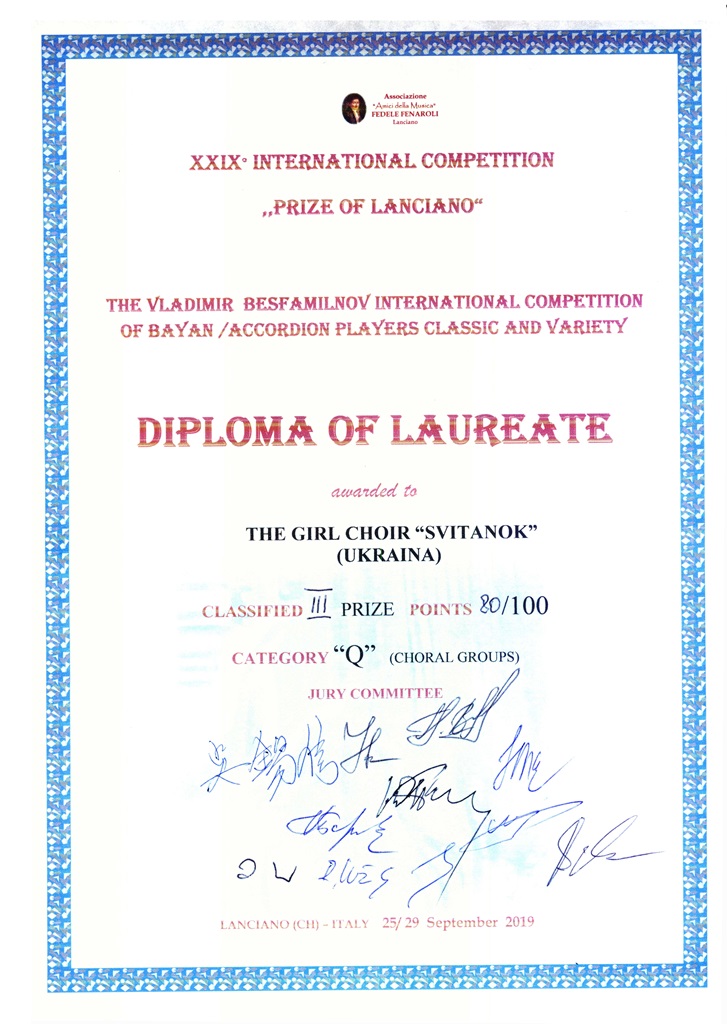 Associazione
"Amici della Musica"
FEDELE FENAROLI
Lanciano
XXIX° INTERNATIONAL COMPETITION
„PRIZE OF LANCIANO“
THE VLADIMIR BESFAMILNOV INTERNATIONAL COMPETITION
OF BAYAN /ACCORDION PLAYERS CLASSIC AND VARIETY
DIPLOMA OF LAUREATE
awarded to
THE GIRL CHOIR “SVITANOK”
(UKRAINA)
CLASSIFIED III PRIZE POINTS 80/100
CATEGORY “Q” (CHORAL GROUPS)
JURY COMMITTEE
LANCIANO (CH) – ITALY 25/29 September 2019